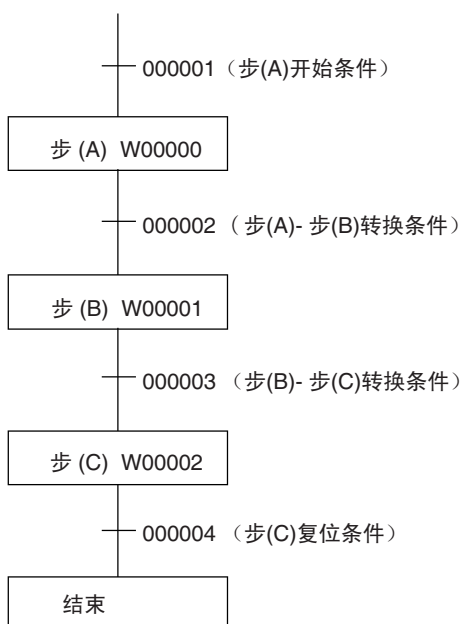 000001（步(A)开始条件）
步 (A) W00000
000002（ 步(A)- 步(B)转换条件）
步 (B) W00001
000003 （步(B)- 步(C)转换条件）
步 (C) W00002
000004 （步(C)复位条件）
结束